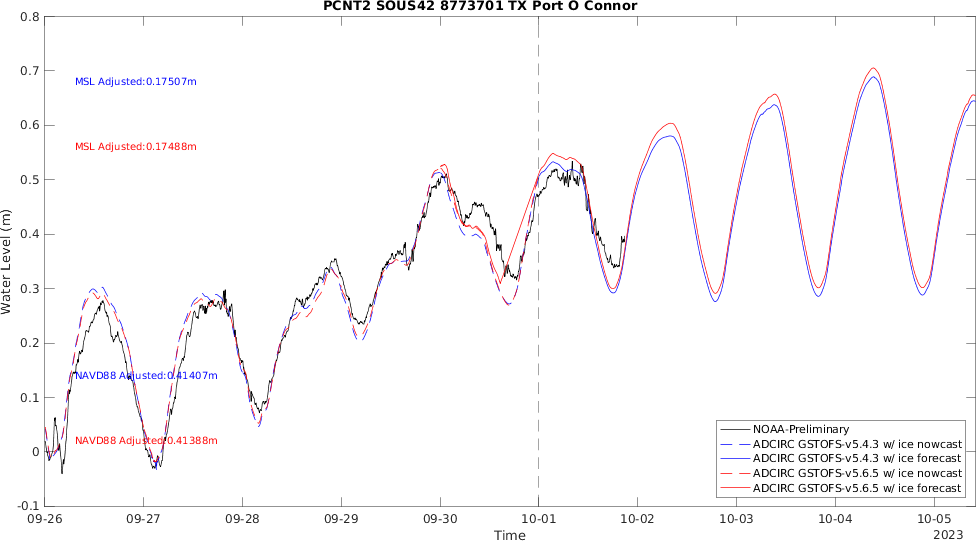 PCNT2 SOUS42 8773701 TX Port O Connor
0.8
0.7
0.6
0.5
0.4
0.3
0.2
0.1
0
-0.1
Water Level (m)
MSL Adjusted:0.17507m
MSL Adjusted:0.17488m
NAVD88 Adjusted:0.41407m
NAVD88 Adjusted:0.41388m
NOAA-Preliminary
ADCIRC GSTOFS-v5.4.3 w/ ice nowcast
ADCIRC GSTOFS-v5.4.3 w/ ice forecast
ADCIRC GSTOFS-v5.6.5 w/ ice nowcast
ADCIRC GSTOFS-v5.6.5 w/ ice forecast
09-26 09-27 09-28 09-29 09-30 10-01 10-02 10-03 10-04 10-05
2023
Time